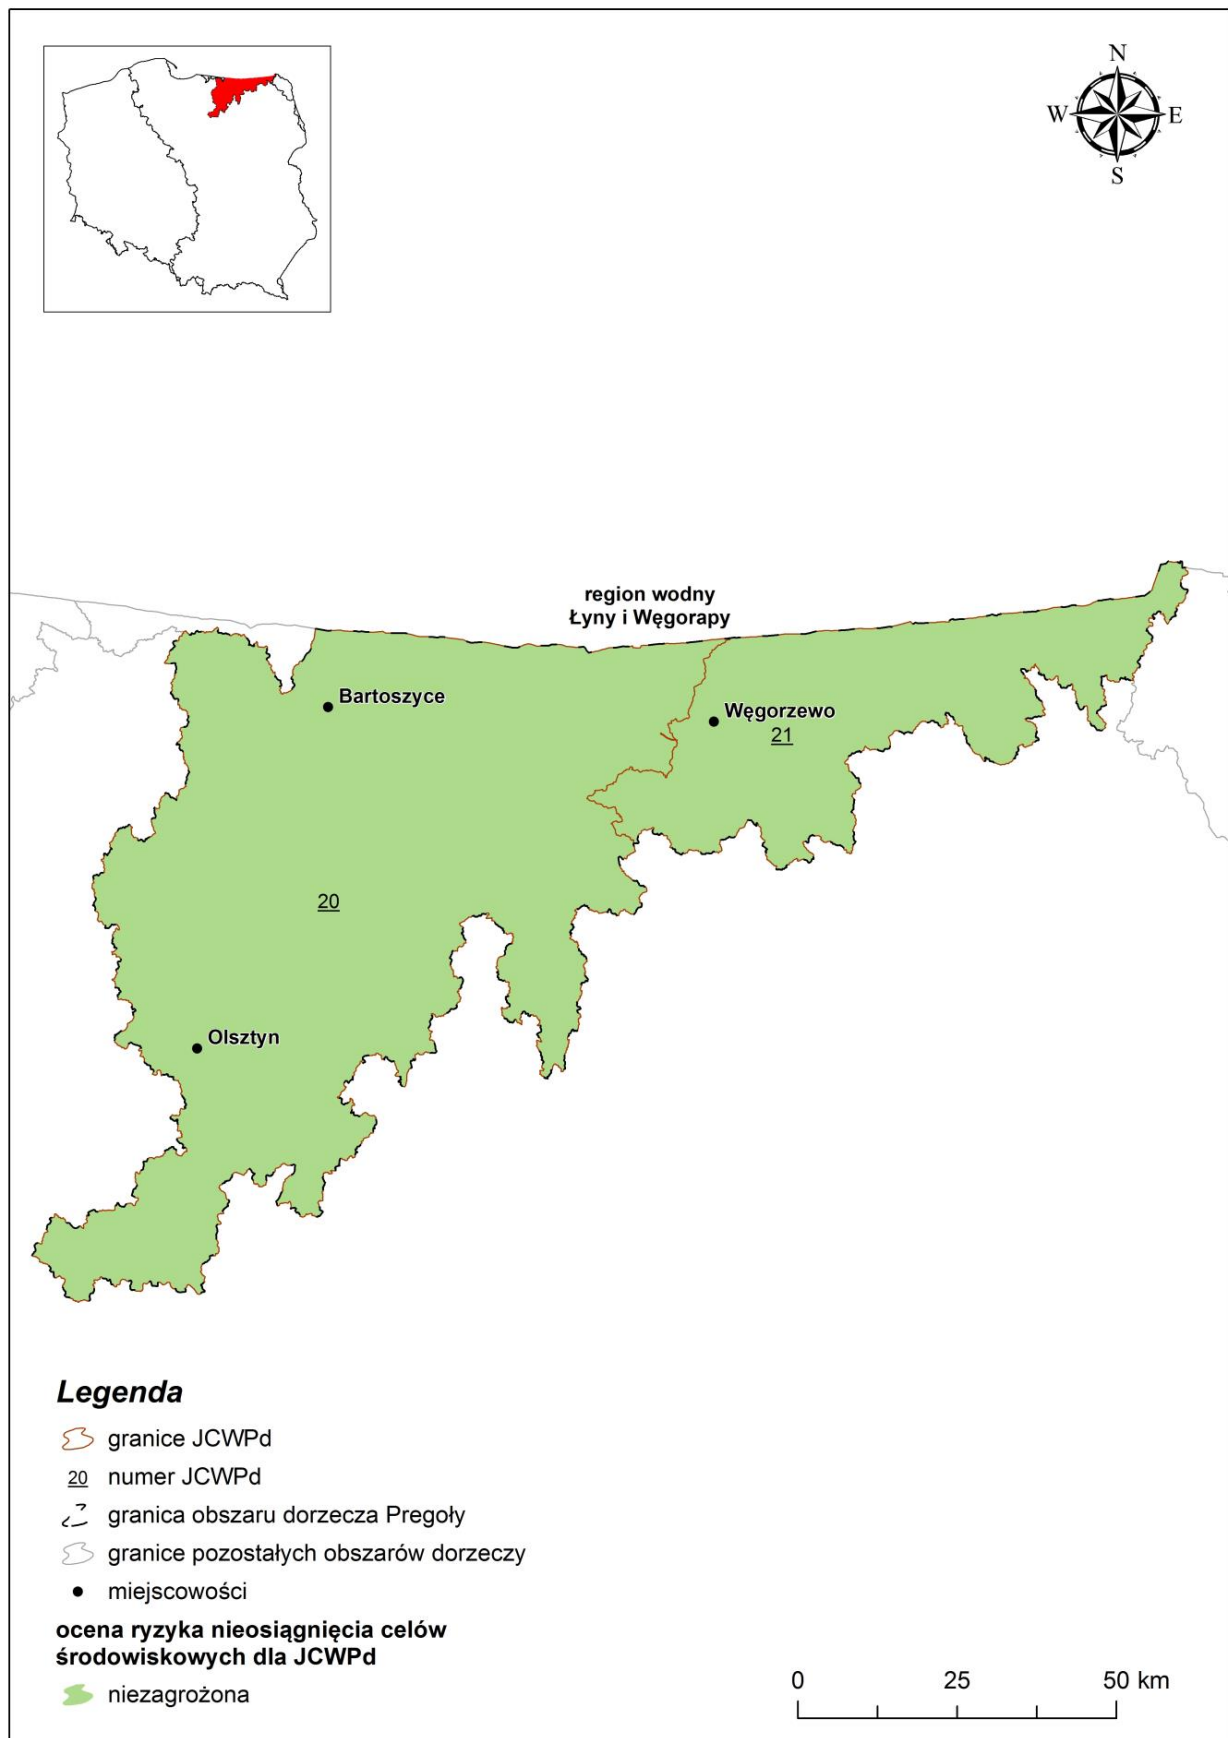 N
W
E
S
region wodny
Łyny i Węgorapy
Bartoszyce
Węgorzewo
21
20
Olsztyn
Legenda
granice JCWPd
20 numer JCWPd
granica obszaru dorzecza Pregoły
granice pozostałych obszarów dorzeczy
miejscowości
ocena ryzyka nieosiągnięcia celów
środowiskowych dla JCWPd
niezagrożona
0 25 50 km